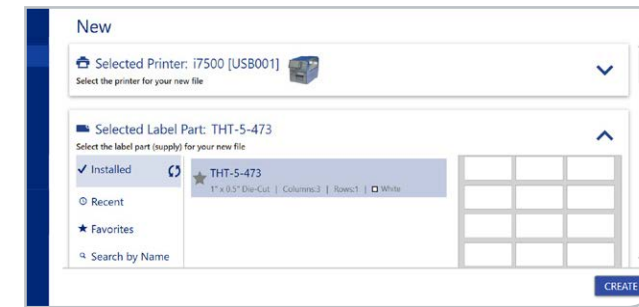 New
Selected Printer: i7500 [USB001]
Select the printer for your new file
Selected Label Part: THT-5-473
Select the label part (supply) for your new file
Installed
THT-5-473
1" x 0.5" Die-Cut | Columns:3 | Rows:1 | White
Recent
Favorites
Search by Name
CREATE